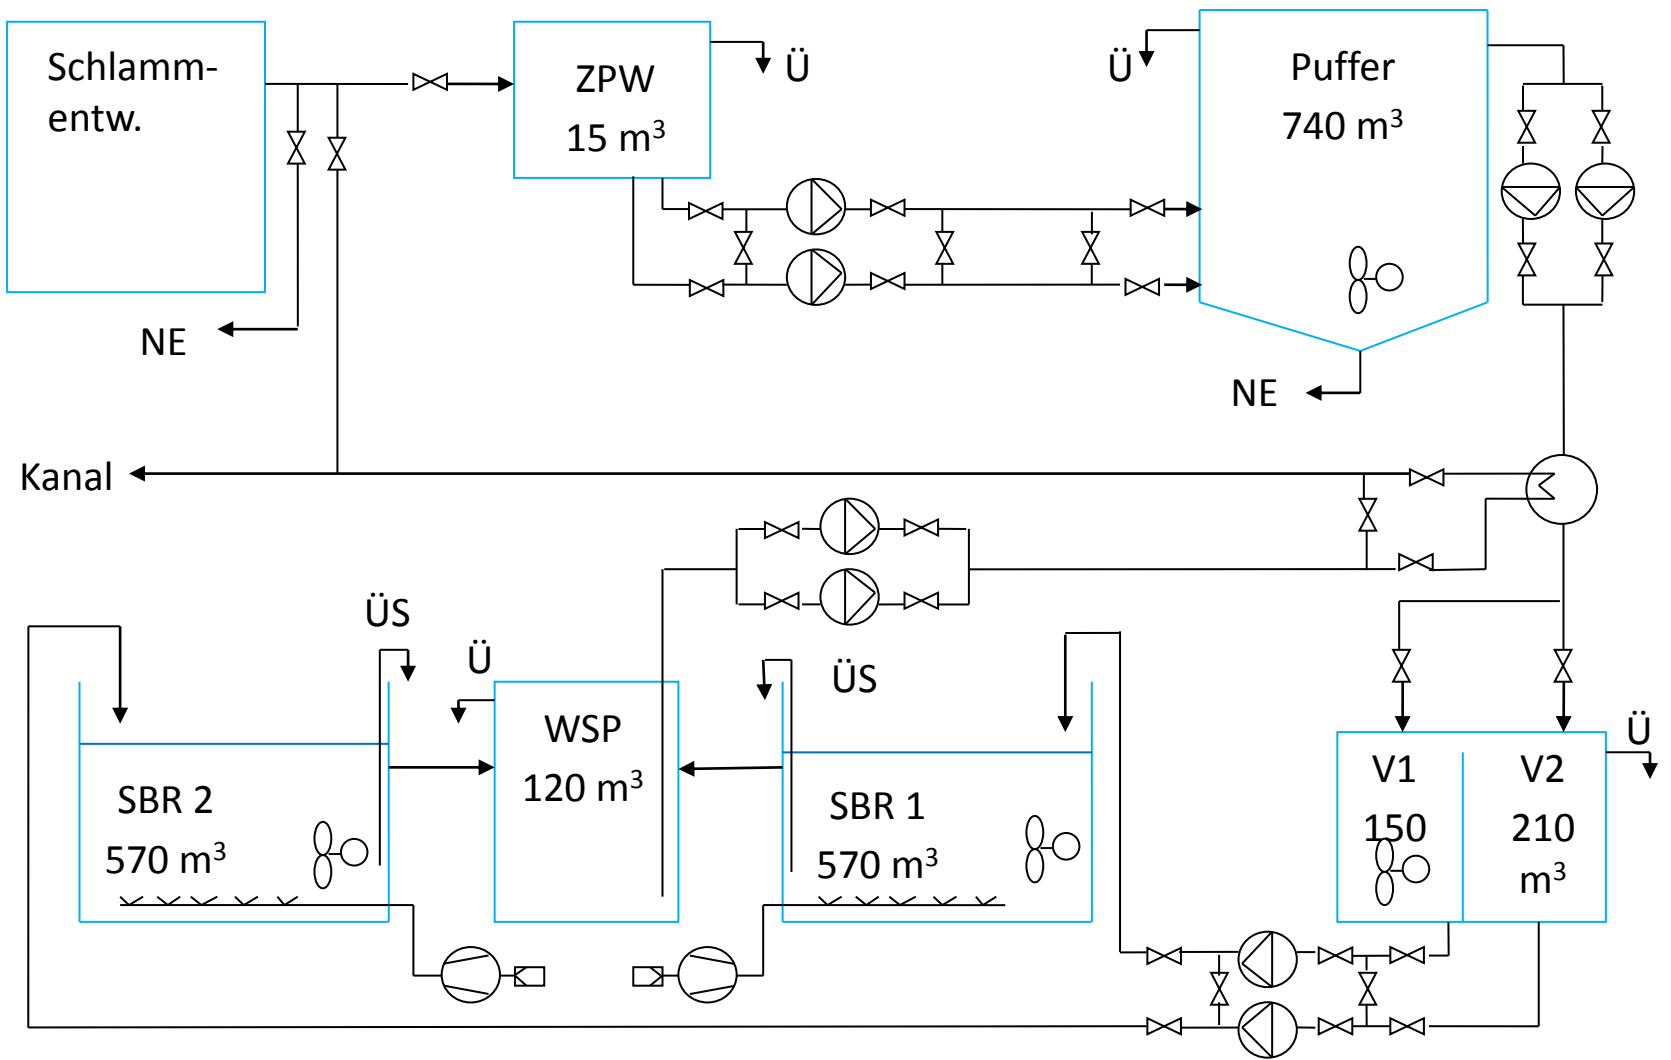 Schlamm-
entw.
ZPW
15 m³
Ü
Ü
Puffer
740 m³
NE
NE
Kanal
ÜS
Ü
ÜS
WSP
120 m³
SBR 2
570 m³
SBR 1
570 m³
Ü
V1
150
V2
210
m³